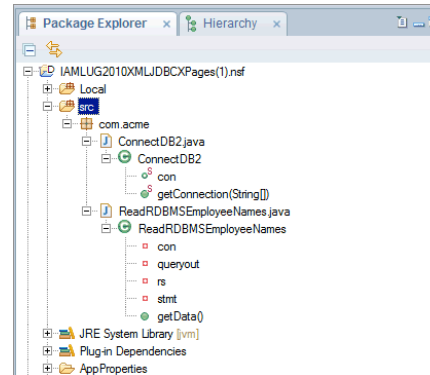 Package Explorer Hierarchy
IAMLUG2010XMLJDBCXPages(1).nsf
Local
src
com.acme
ConnectDB2.java
ConnectDB2
con
getConnection(String[])
ReadRDBMSEmployeeNames.java
ReadRDBMSEmployeeNames
con
queryout
rs
stmt
getData()
JRE System Library [jvm]
Plug-in Dependencies
AppProperties